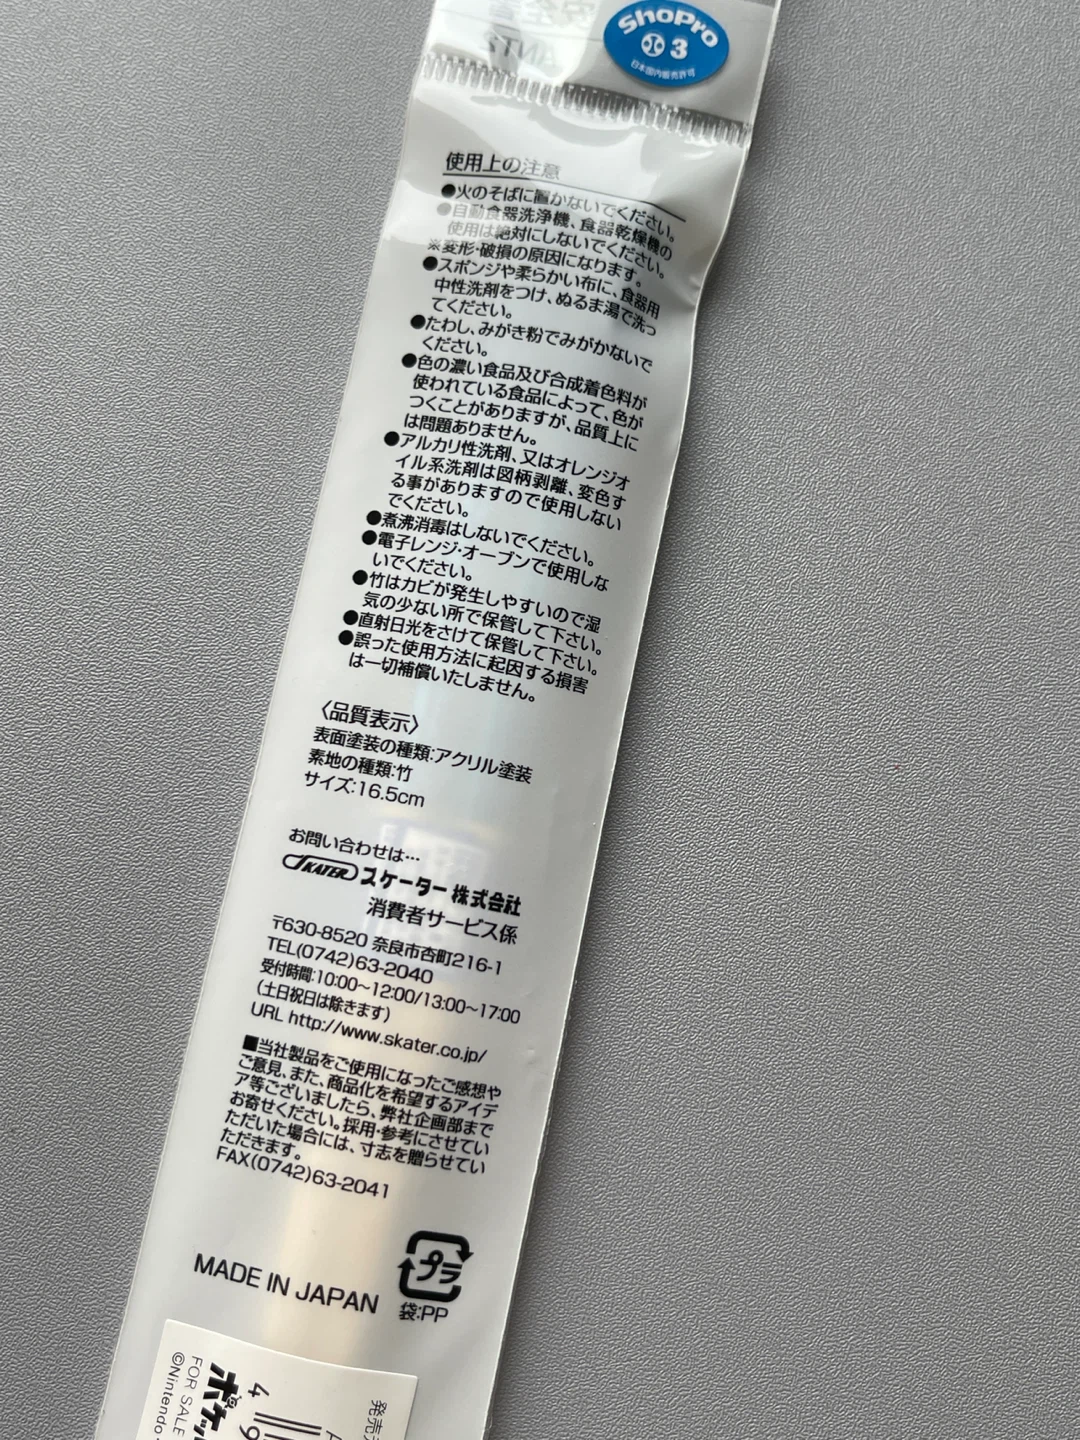 安全
ANT?
ShoPro
3
日本国内販売許可
使用上の注意
●火のそばに置かないでください。
●自動食器洗浄機、食器乾燥機の
使用は絶対にしないでください。
※変形・破損の原因になります。
●スポンジや柔らかい布に、食器用
中性洗剤をつけ、ぬるま湯で洗っ
てください。
●たわし、みがき粉でみがかないで
ください。
●色の濃い食品及び合成着色料が
使われている食品によって、色が
つくことがありますが、品質上に
は問題ありません。
●アルカリ性洗剤、又はオレンジオ
イル系洗剤は図柄剥離、変色す
る事がありますので使用しない
でください。
●煮沸消毒はしないでください。
●電子レンジ・オーブンで使用しな
いでください。
●竹はカビが発生しやすいので湿
気の少ない所で保管して下さい。
●直射日光をさけて保管して下さい。
●誤った使用方法に起因する損害
は一切補償いたしません。
〈品質表示〉
表面塗装の種類:アクリル塗装
素地の種類:竹
サイズ:16.5cm
お問い合わせは…
SKATER スケーター株式会社
消費者サービス係
〒630-8520 奈良市杏町216-1
TEL(0742)63-2040
受付時間:10:00〜12:00/13:00〜17:00
(土日祝日は除きます)
URL http://www.skater.co.jp/
■当社製品をご使用になったご感想や
ご意見、また、商品化を希望するアイデ
ア等ございましたら、弊社企画部まで
お寄せください。採用・参考にさせてい
ただいた場合には、寸志を贈らせてい
ただきます。
FAX(0742)63-2041
MADE IN JAPAN
プラ
袋:PP
ポケッ
FOR SALE
©Nintendo
4
9
発売